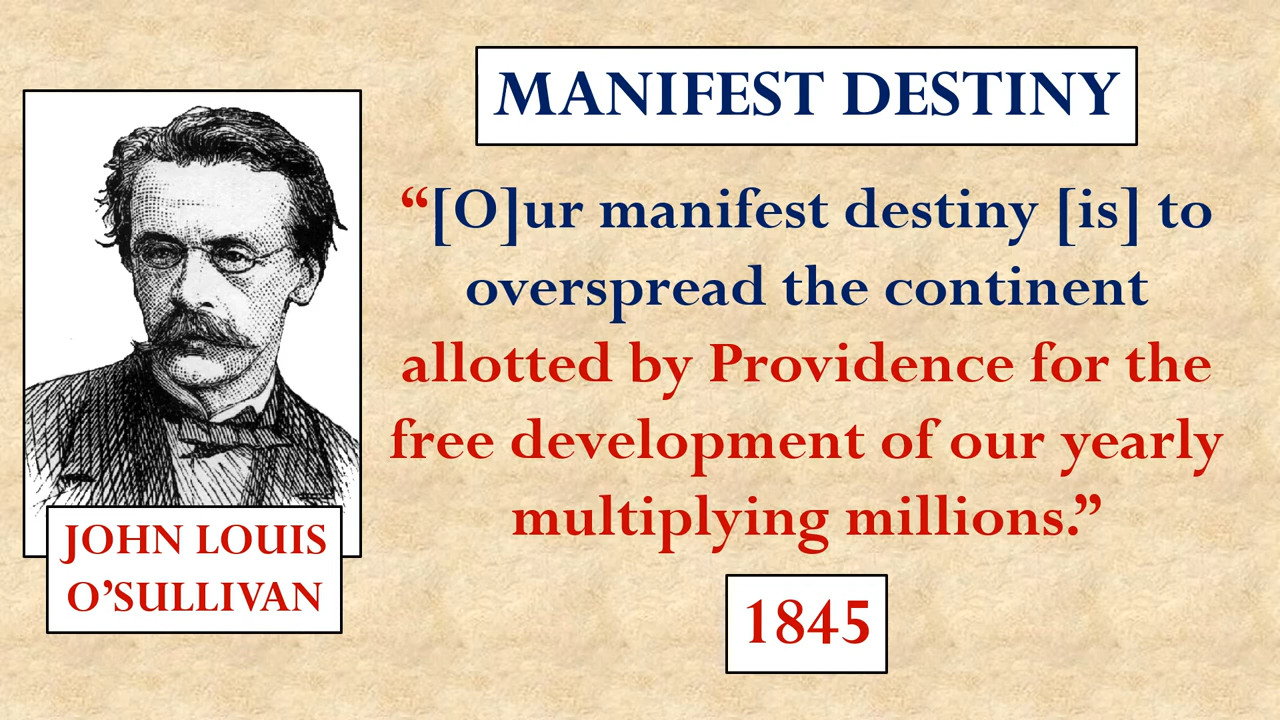 MANIFEST DESTINY
“[O]ur manifest destiny [is] to
overspread the continent
allotted by Providence for the
free development of our yearly
multiplying millions.”
1845
JOHN LOUIS
O’SULLIVAN